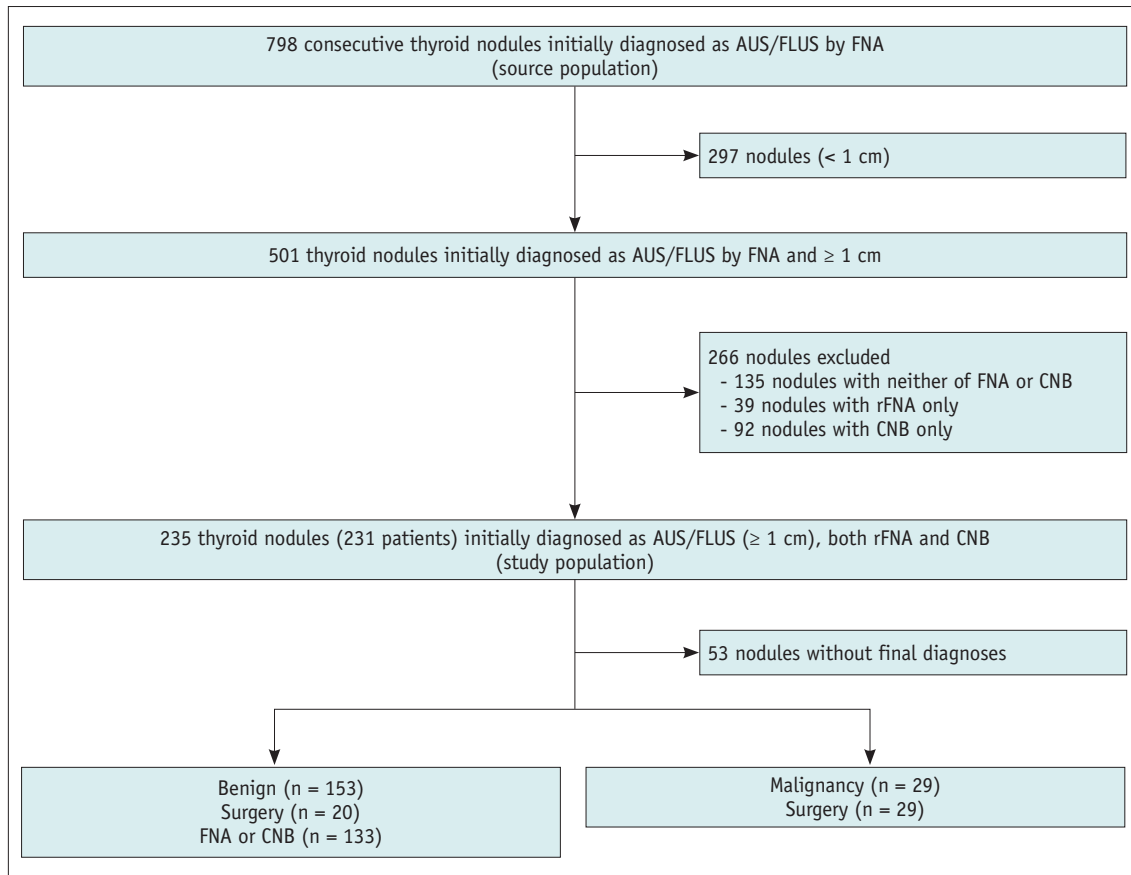 798 consecutive thyroid nodules initially diagnosed as AUS/FLUS by FNA
(source population)
297 nodules (< 1 cm)
501 thyroid nodules initially diagnosed as AUS/FLUS by FNA and ≥ 1 cm
266 nodules excluded
- 135 nodules with neither of FNA or CNB
- 39 nodules with rFNA only
- 92 nodules with CNB only
235 thyroid nodules (231 patients) initially diagnosed as AUS/FLUS (≥ 1 cm), both rFNA and CNB
(study population)
53 nodules without final diagnoses
Benign (n = 153)
Surgery (n = 20)
FNA or CNB (n = 133)
Malignancy (n = 29)
Surgery (n = 29)